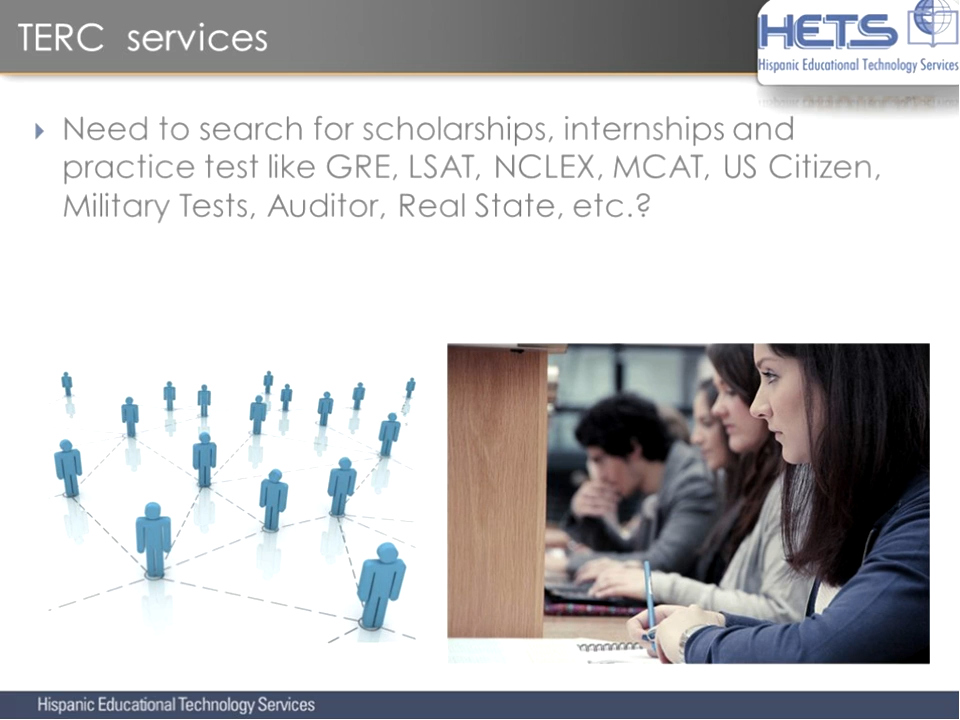 TERC services
HETS
Hispanic Educational Technology Services
Need to search for scholarships, internships and
practice test like GRE, LSAT, NCLEX, MCAT, US Citizen,
Military Tests, Auditor, Real State, etc.?
Hispanic Educational Technology Services